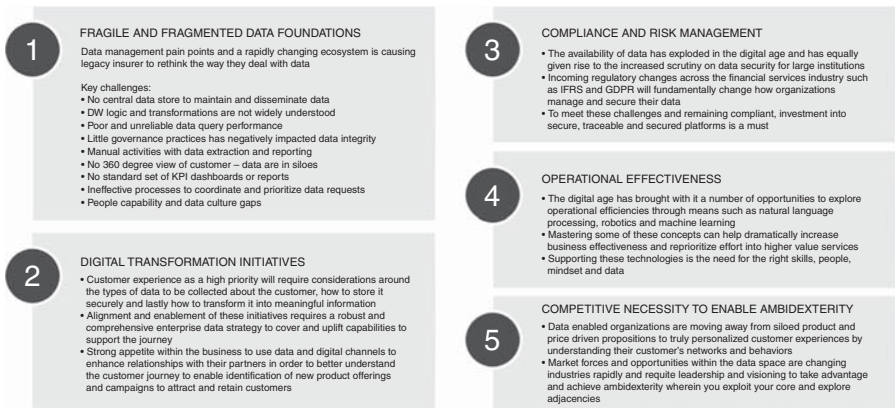 1
FRAGILE AND FRAGMENTED DATA FOUNDATIONS
Data management pain points and a rapidly changing ecosystem is causing
legacy insurer to rethink the way they deal with data
Key challenges:
• No central data store to maintain and disseminate data
• DW logic and transformations are not widely understood
• Poor and unreliable data query performance
• Little governance practices has negatively impacted data integrity
• Manual activities with data extraction and reporting
• No 360 degree view of customer – data are in siloes
• No standard set of KPI dashboards or reports
• Ineffective processes to coordinate and prioritize data requests
• People capability and data culture gaps
2
DIGITAL TRANSFORMATION INITIATIVES
• Customer experience as a high priority will require considerations around
the types of data to be collected about the customer, how to store it
securely and lastly how to transform it into meaningful information
• Alignment and enablement of these initiatives requires a robust and
comprehensive enterprise data strategy to cover and uplift capabilities to
support the journey
• Strong appetite within the business to use data and digital channels to
enhance relationships with their partners in order to better understand
the customer journey to enable identification of new product offerings
and campaigns to attract and retain customers
3
COMPLIANCE AND RISK MANAGEMENT
• The availability of data has exploded in the digital age and has equally
given rise to the increased scrutiny on data security for large institutions
• Incoming regulatory changes across the financial services industry such
as IFRS and GDPR will fundamentally change how organizations
manage and secure their data
• To meet these challenges and remaining compliant, investment into
secure, traceable and secured platforms is a must
4
OPERATIONAL EFFECTIVENESS
• The digital age has brought with it a number of opportunities to explore
operational efficiencies through means such as natural language
processing, robotics and machine learning
• Mastering some of these concepts can help dramatically increase
business effectiveness and reprioritize effort into higher value services
• Supporting these technologies is the need for the right skills, people,
mindset and data
5
COMPETITIVE NECESSITY TO ENABLE AMBIDEXTERITY
• Data enabled organizations are moving away from siloed product and
price driven propositions to truly personalized customer experiences by
understanding their customer's networks and behaviors
• Market forces and opportunities within the data space are changing
industries rapidly and requite leadership and visioning to take advantage
and achieve ambidexterity wherein you exploit your core and explore
adjacencies